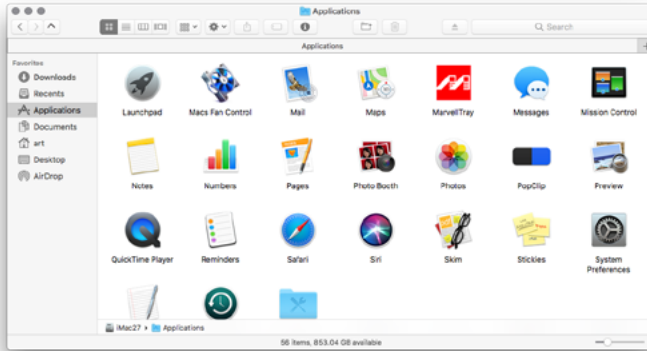 Applications
Search
Applications
Favorites
Downloads
Recents
Applications
Documents
art
Desktop
AirDrop
Launchpad Macs Fan Control Mail Maps MarvellTray Messages Mission Control
Notes Numbers Pages Photo Booth Photos PopClip Preview
QuickTime Player Reminders Safari Siri Skim Stickies System Preferences
iMac27 Applications
56 items, 853.04 GB available